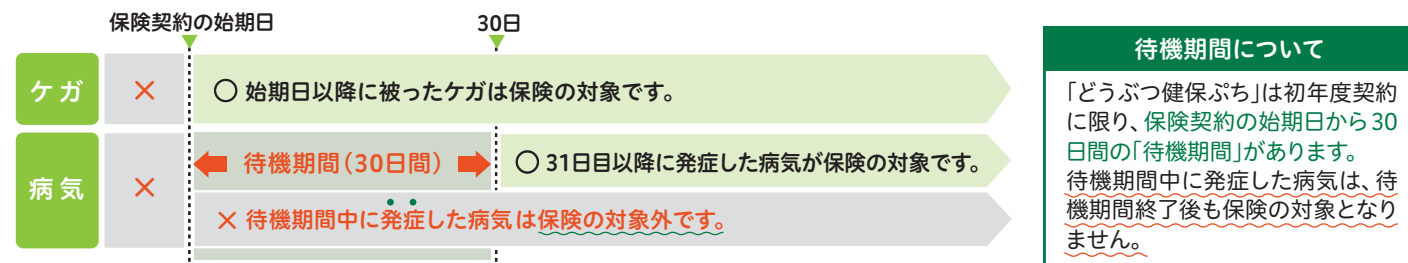 保険契約の始期日
30日
ケガ
×
○ 始期日以降に被ったケガは保険の対象です。
病気
×
待機期間(30日間)
○ 31日目以降に発症した病気が保険の対象です。
× 待機期間中に発症した病気は保険の対象外です。
待機期間について
「どうぶつ健保ぷち」は初年度契約
に限り、保険契約の始期日から30
日間の「待機期間」があります。
待機期間中に発症した病気は、待
機期間終了後も保険の対象となり
ません。